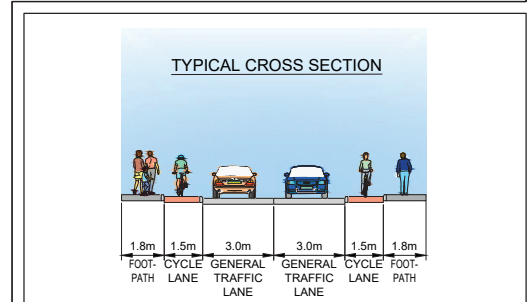 TYPICAL CROSS SECTION
1.8m 1.5m 3.0m 3.0m 1.5m 1.8m
FOOT- CYCLE GENERAL GENERAL CYCLE FOOT-
PATH LANE TRAFFIC TRAFFIC LANE PATH
LANE LANE